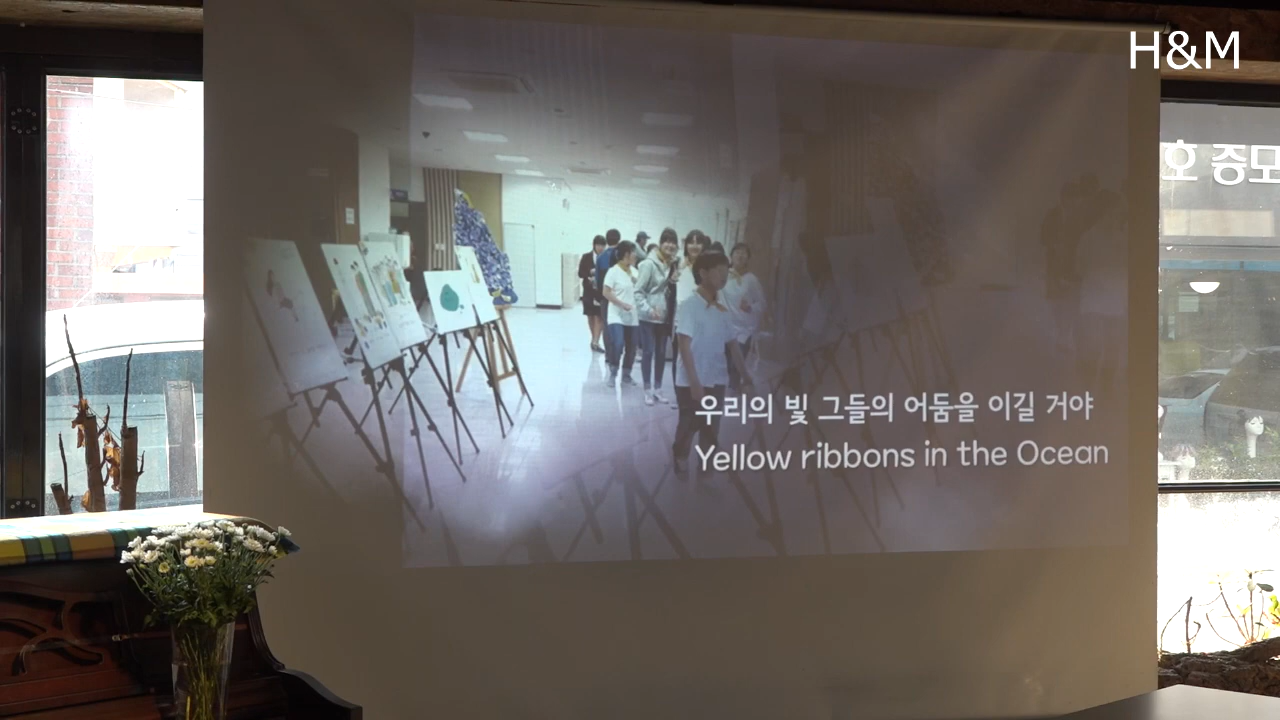 H&M
호 증모
우리의 빛 그들의 어둠을 이길 거야
Yellow ribbons in the Ocean